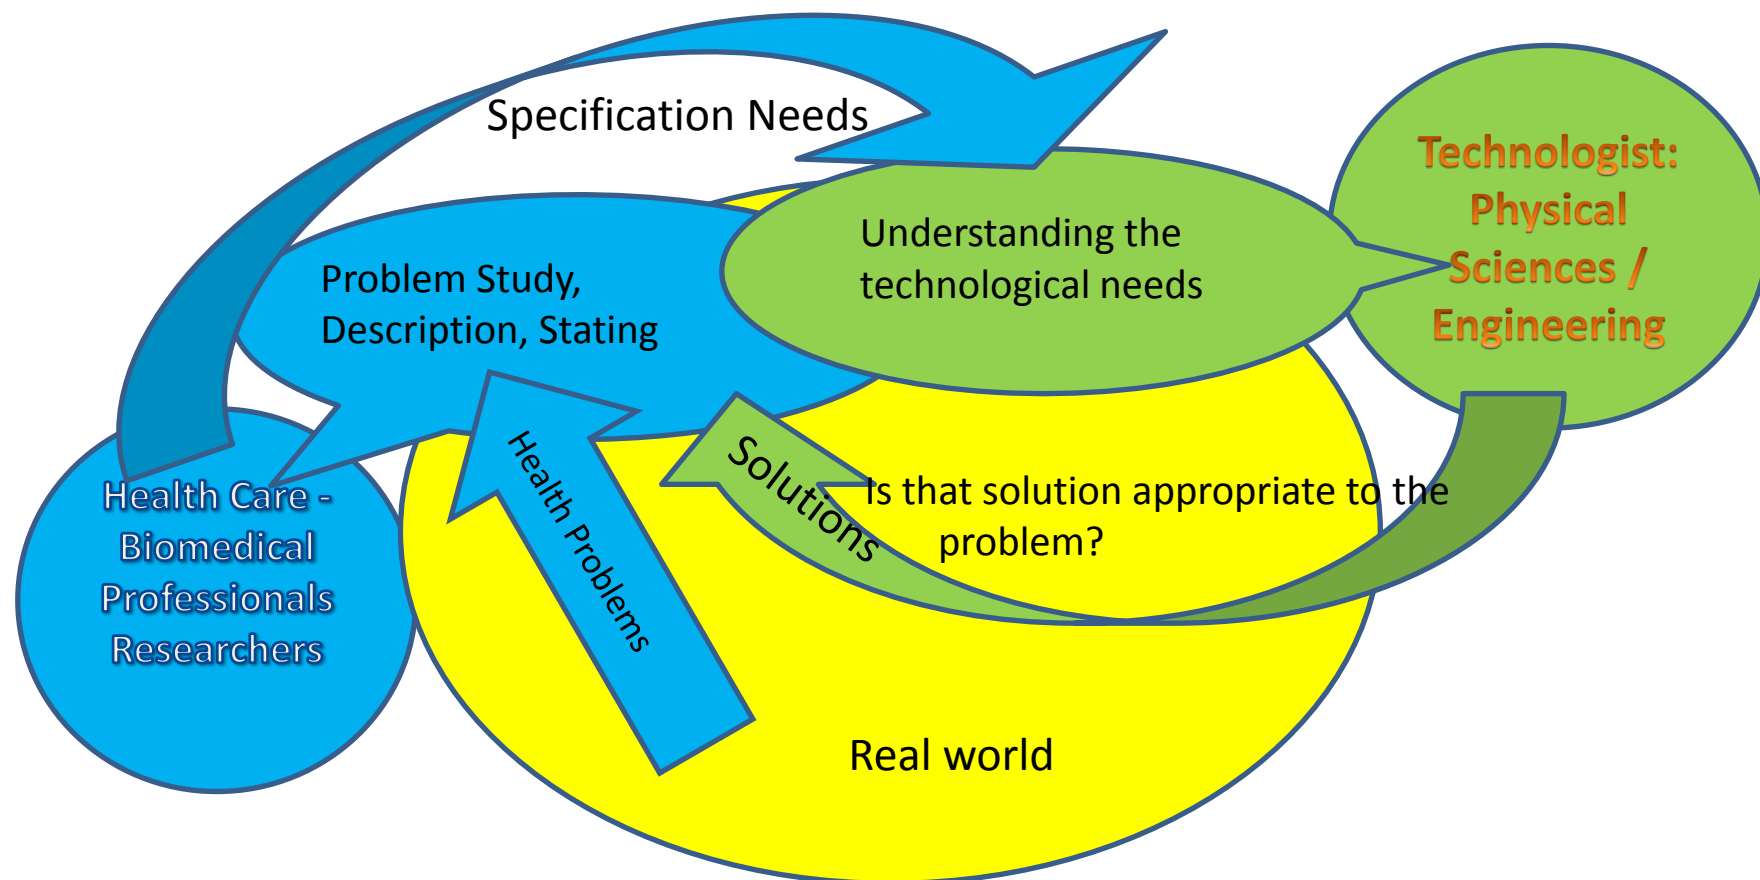 Specification Needs
Technologist:
Physical
Sciences /
Engineering
Understanding the
technological needs
Problem Study,
Description, Stating
Health Care -
Biomedical
Professionals
Researchers
Health Problems
Solutions
Is that solution appropriate to the
problem?
Real world